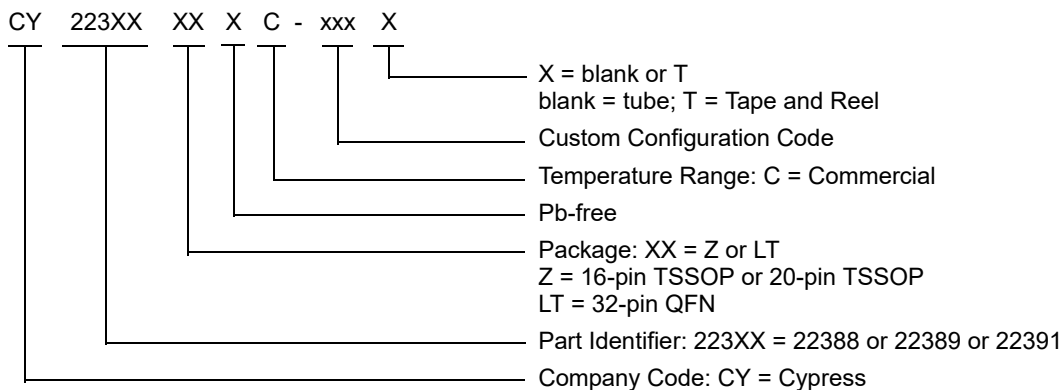 CY 223XX XX X C - xxx X
X = blank or T
blank = tube; T = Tape and Reel
Custom Configuration Code
Temperature Range: C = Commercial
Pb-free
Package: XX = Z or LT
Z = 16-pin TSSOP or 20-pin TSSOP
LT = 32-pin QFN
Part Identifier: 223XX = 22388 or 22389 or 22391
Company Code: CY = Cypress